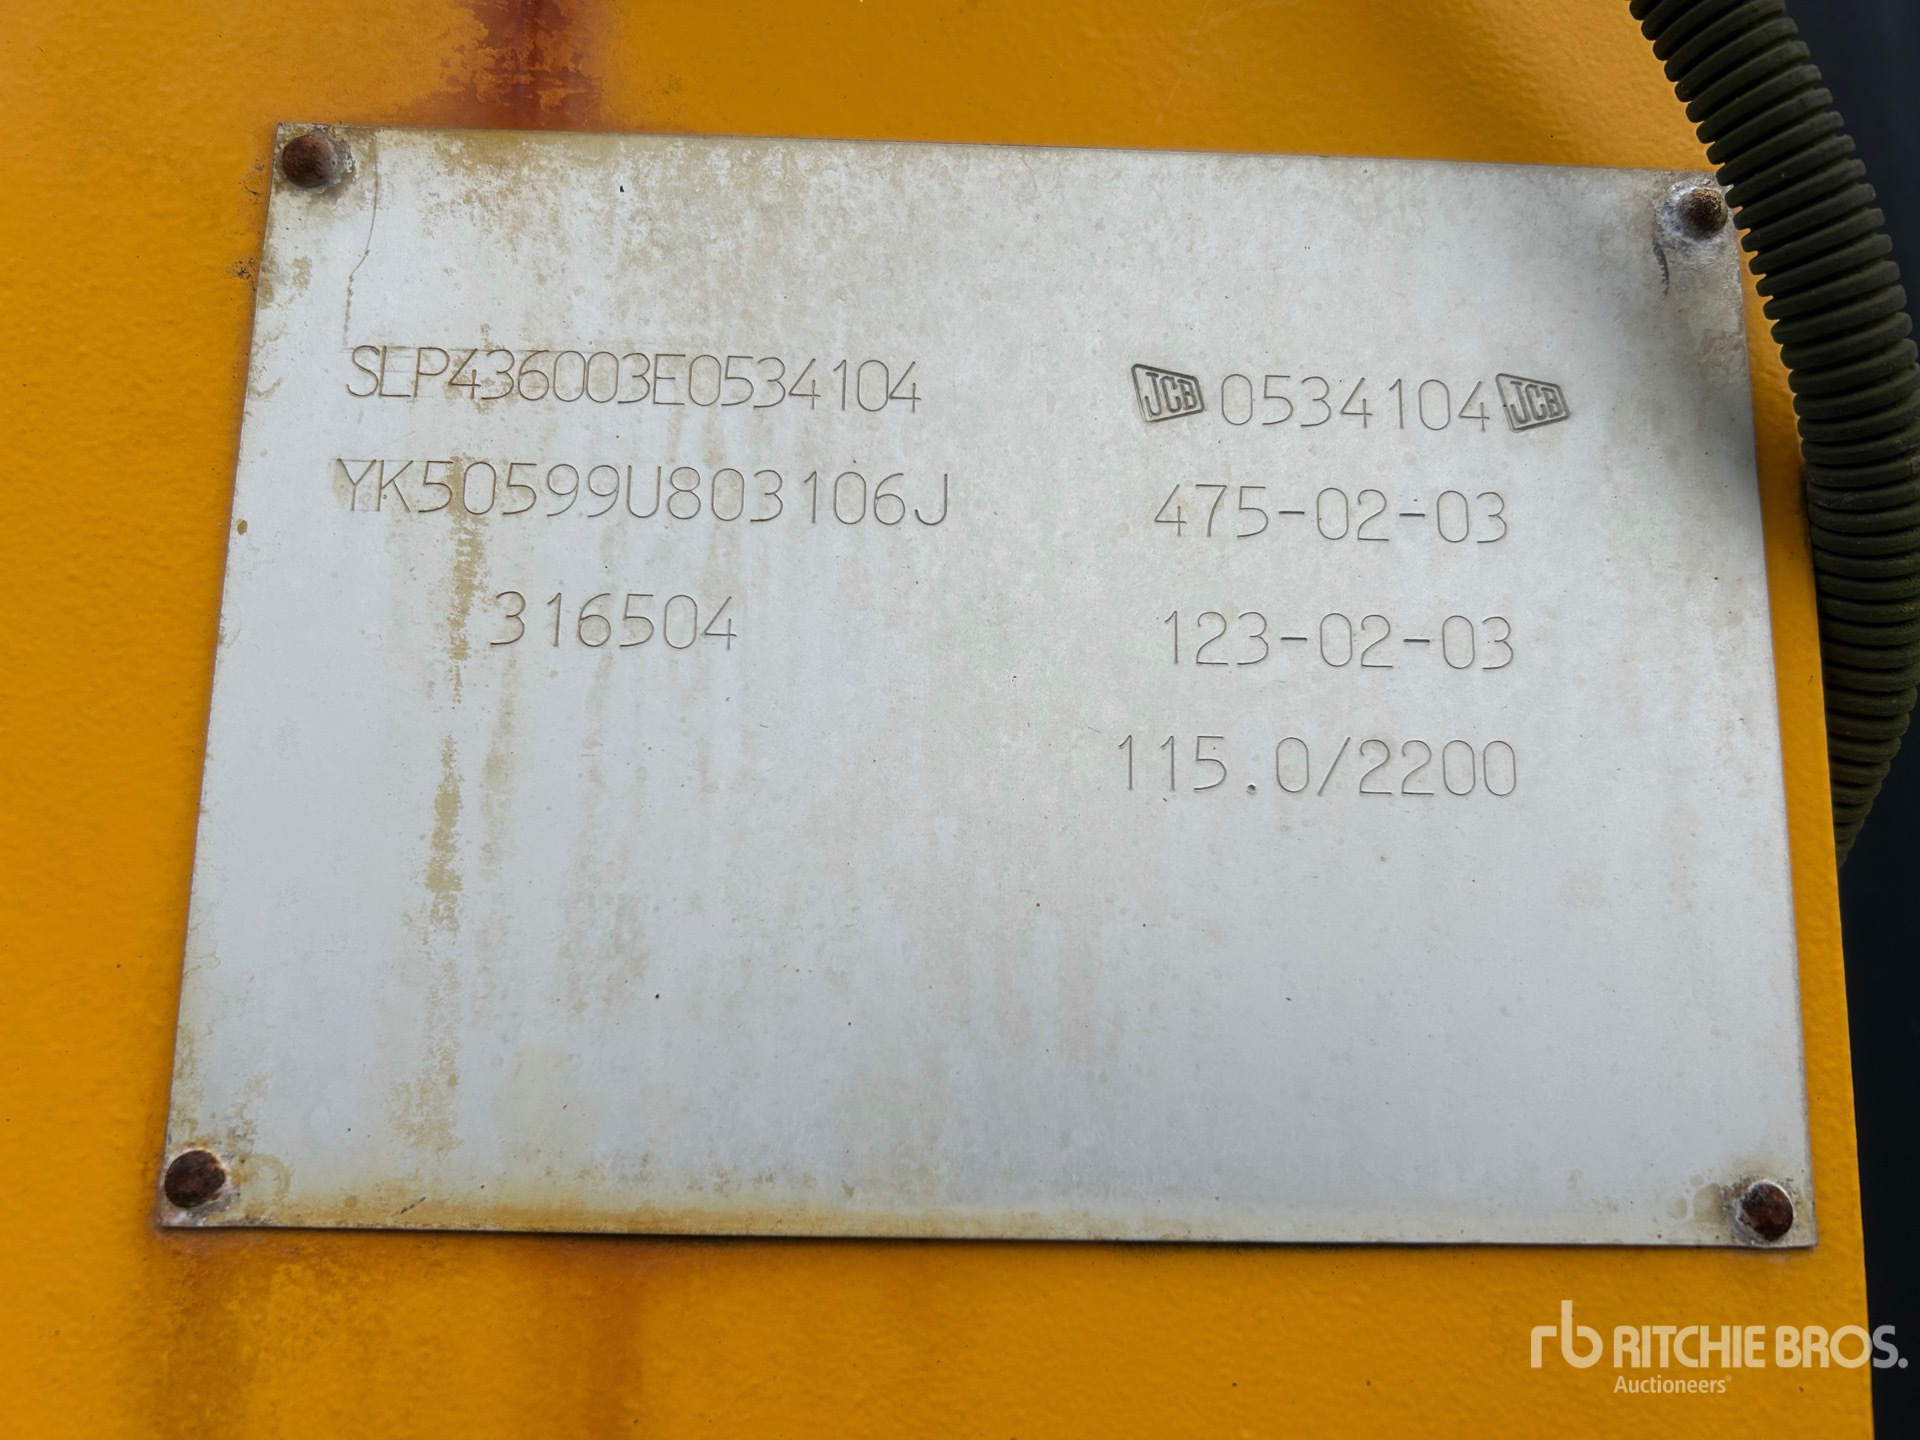 SLP436003E0534104
YK50599U803106J
316504
JCB 0534104 JCB
475-02-03
123-02-03
115.0/2200
rb RITCHIE BROS.
Auctioneers